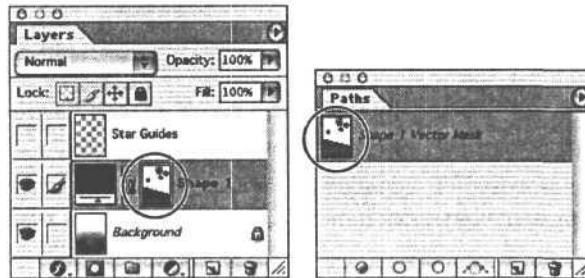 Layers
Normal
Opacity: 100%
Lock:
Fill: 100%
Star Guides
Shape 1
Background
Paths
Shape 1 Vector Mask